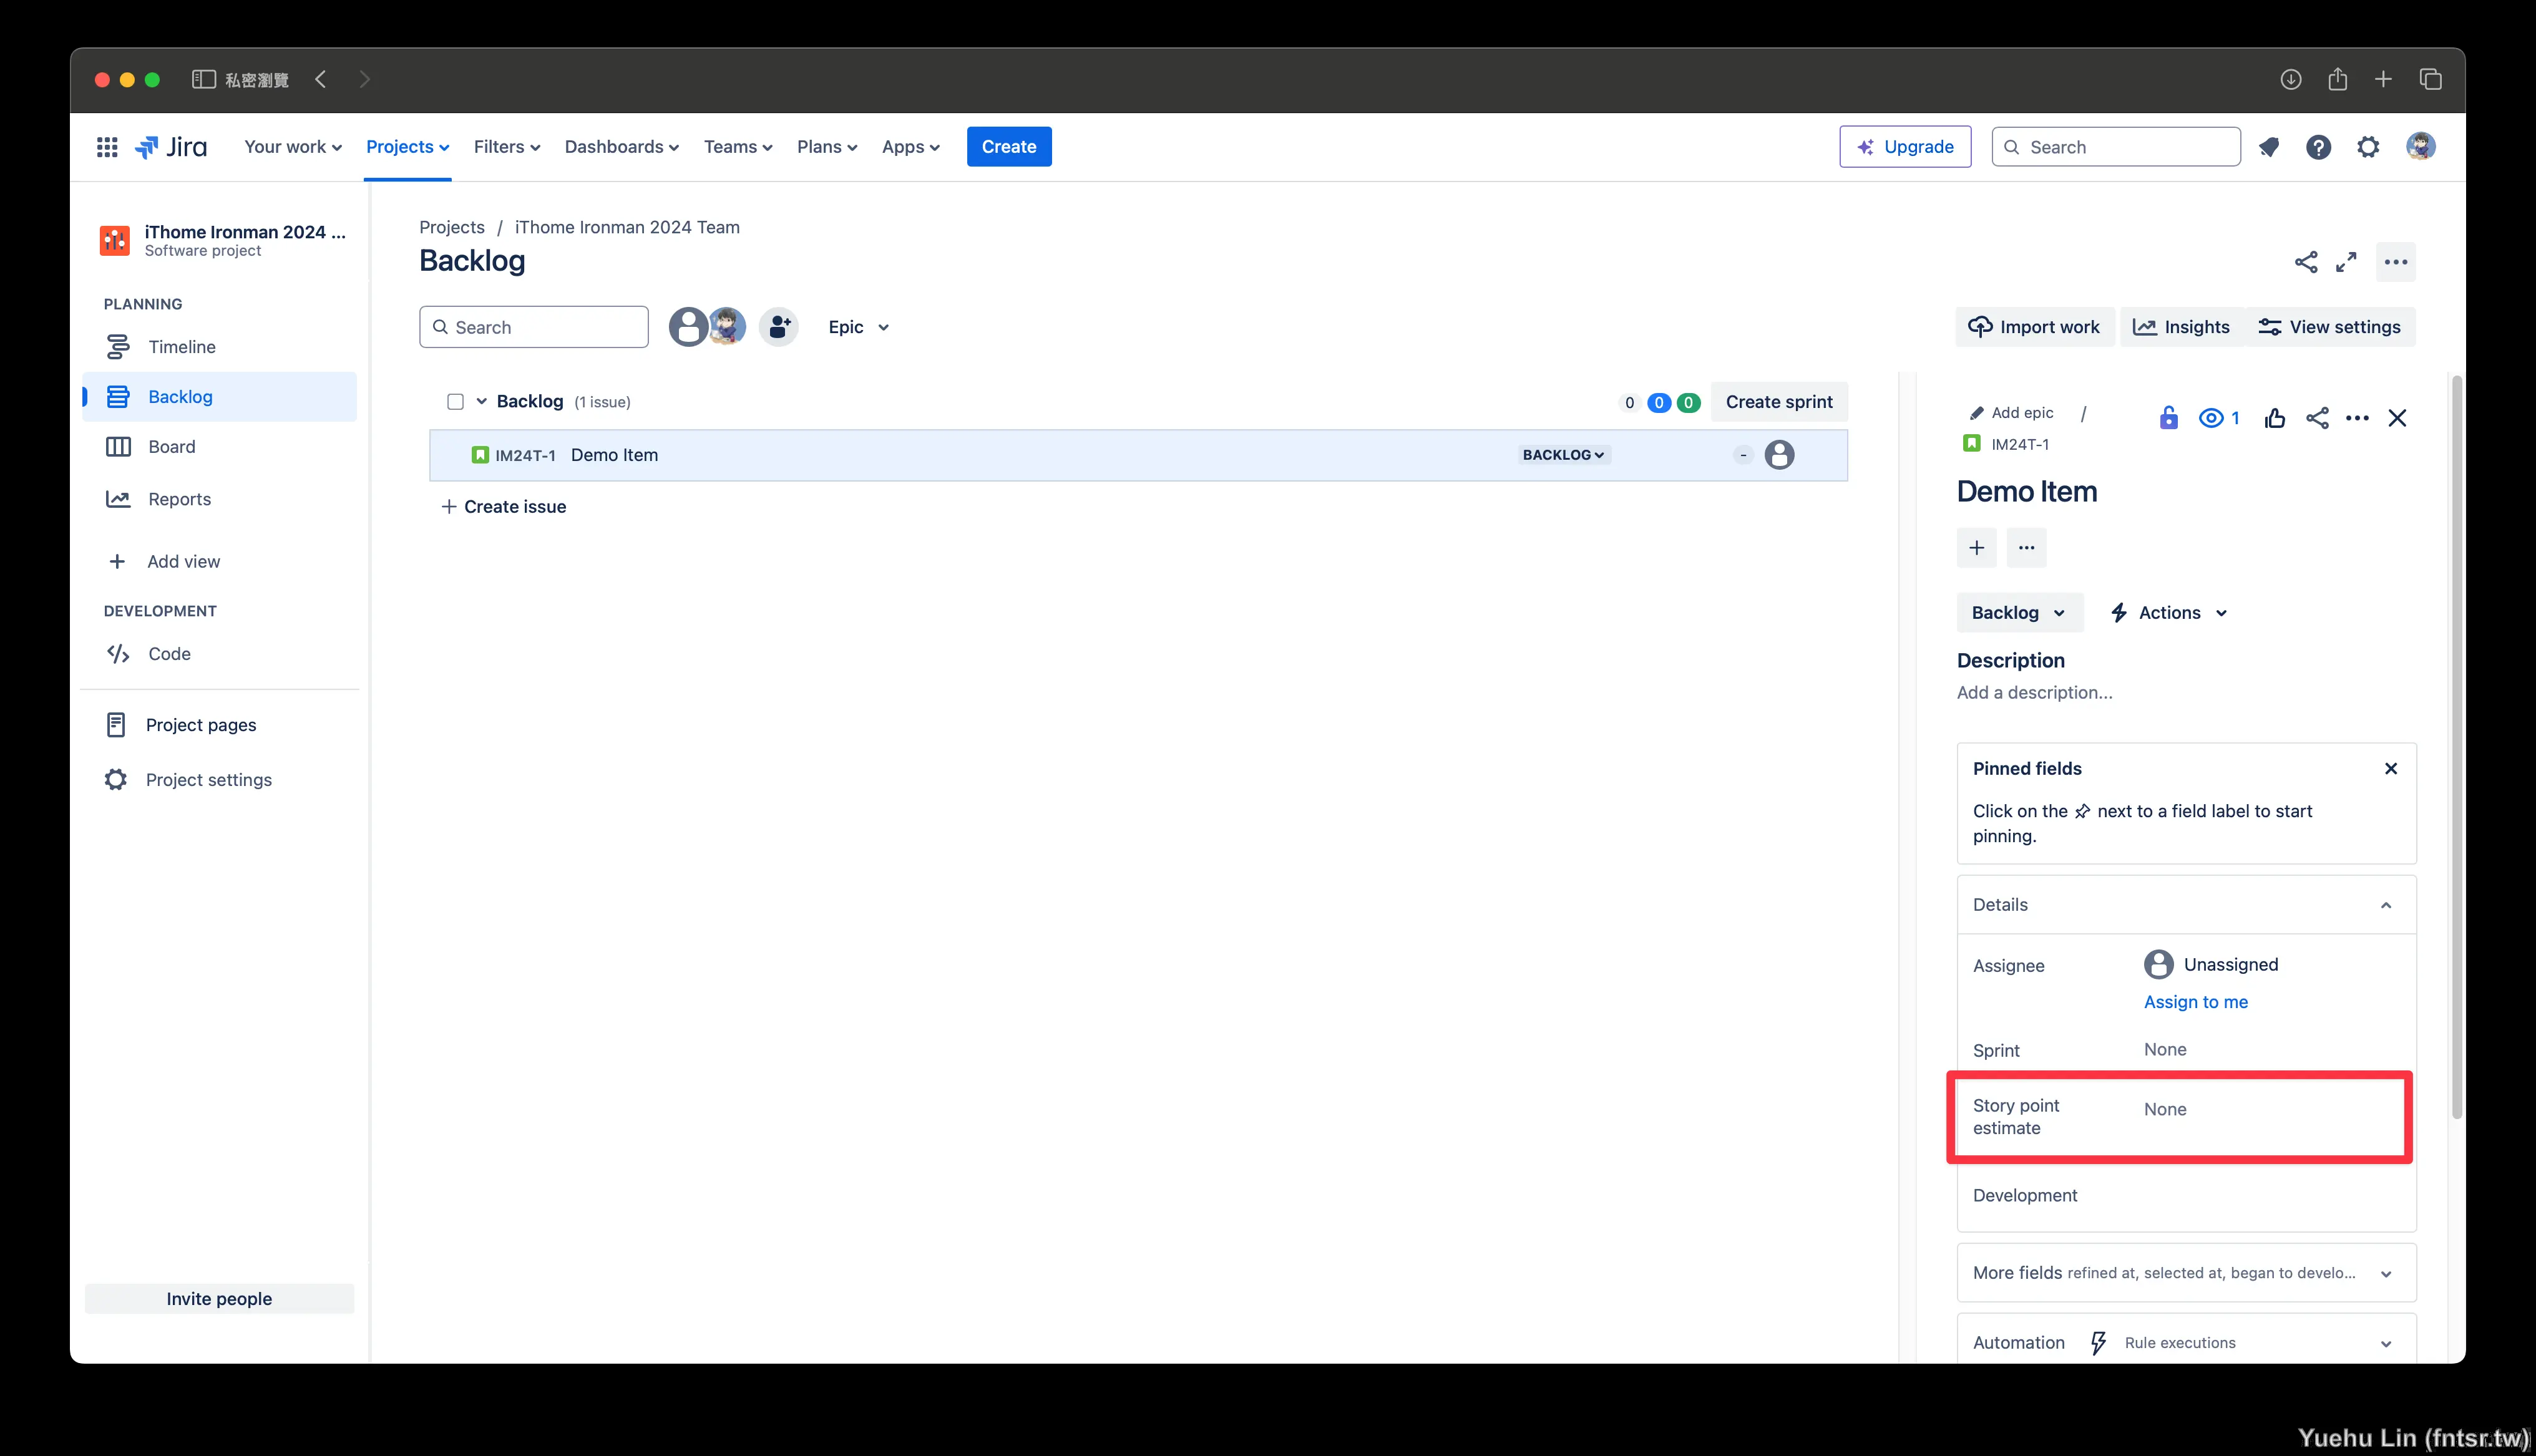 私密瀏覽
Jira
Your work
Projects
Filters
Dashboards
Teams
Plans
Apps
Create
Upgrade
Search
iThome Ironman 2024 ...
Software project
PLANNING
Timeline
Backlog
Board
Reports
Add view
DEVELOPMENT
Code
Project pages
Project settings
Invite people
Projects / iThome Ironman 2024 Team
Backlog
Search
Epic
Import work
Insights
View settings
Backlog (1 issue)
0 0 0
Create sprint
IM24T-1 Demo Item
BACKLOG
-
Create issue
Add epic /
1
IM24T-1
Demo Item
Backlog
Actions
Description
Add a description...
Pinned fields
Click on the next to a field label to start
pinning.
Details
Assignee
Unassigned
Assign to me
Sprint
None
Story point
estimate
None
Development
More fields refined at, selected at, began to develo...
Automation
Rule executions
Yuehu Lin (fntsr.tw)